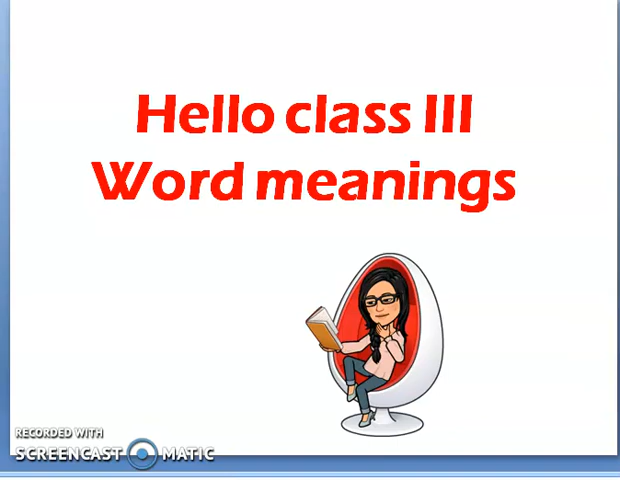 Hello class III
Word meanings
RECORDED WITH
SCREENCAST MATIC